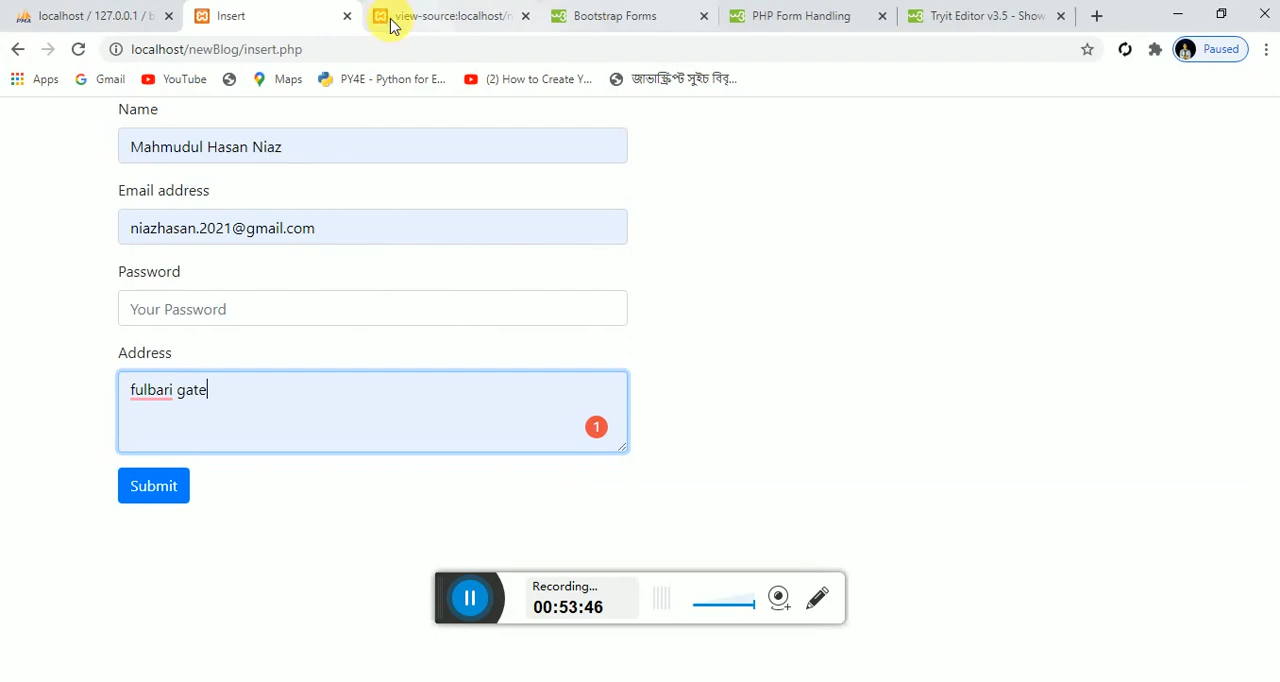 localhost / 127.0.0.1 / b
Insert
view-source:localhost/n
Bootstrap Forms
PHP Form Handling
Tryit Editor v3.5 - Show
localhost/newBlog/insert.php
Paused
Apps
Gmail
YouTube
Maps
PY4E - Python for E...
(2) How to Create Y...
জাভাস্ক্রিপ্ট সুইচ বিবৃ...
Name
Mahmudul Hasan Niaz
Email address
niazhasan.2021@gmail.com
Password
Your Password
Address
fulbari gate
1
Submit
Recording...
00:53:46